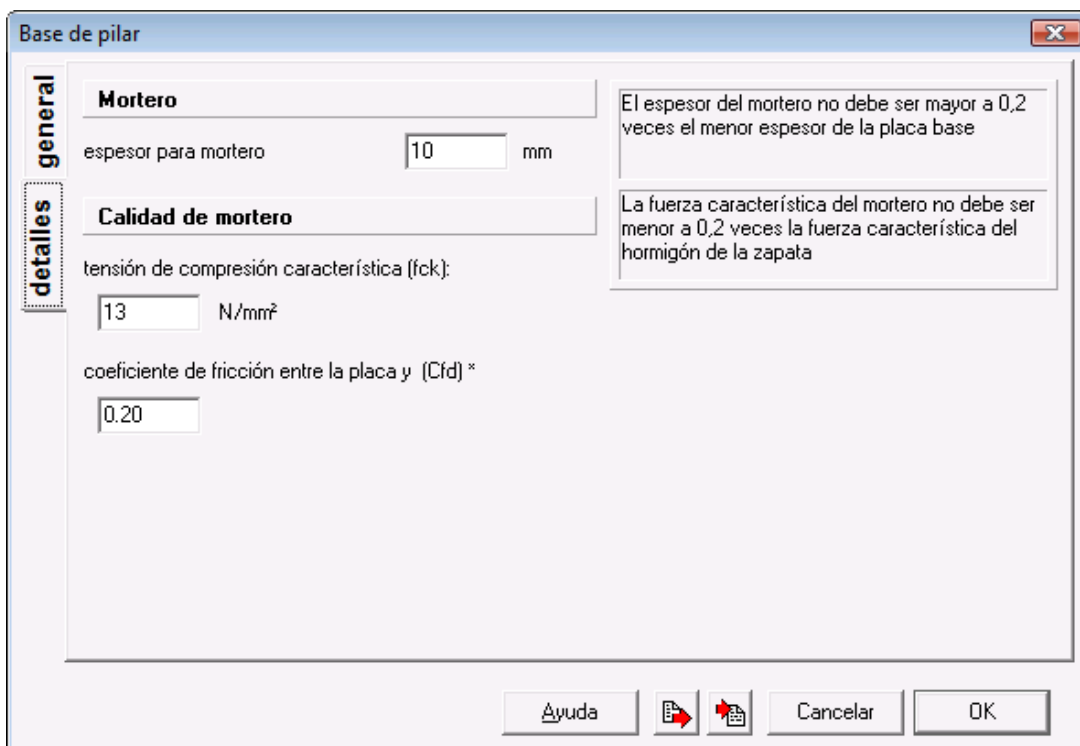 Base de pilar
general
detalles
Mortero
espesor para mortero 10 mm
Calidad de mortero
tensión de compresión característica (fck):
13 N/mm²
coeficiente de fricción entre la placa y (Cfd) *
0.20
El espesor del mortero no debe ser mayor a 0,2
veces el menor espesor de la placa base
La fuerza característica del mortero no debe ser
menor a 0,2 veces la fuerza característica del
hormigón de la zapata
Ayuda Cancelar OK